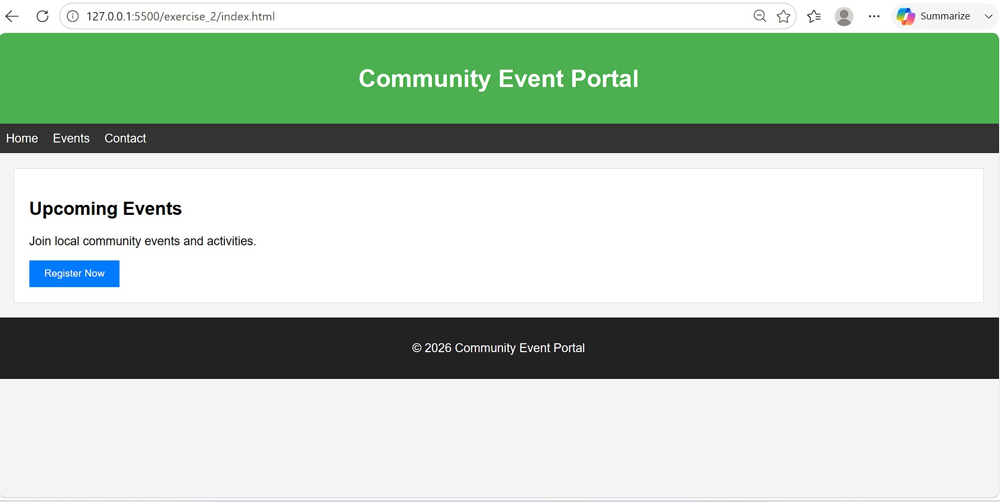 127.0.0.1:5500/exercise_2/index.html
Summarize
Community Event Portal
Home Events Contact
Upcoming Events
Join local community events and activities.
Register Now
© 2026 Community Event Portal